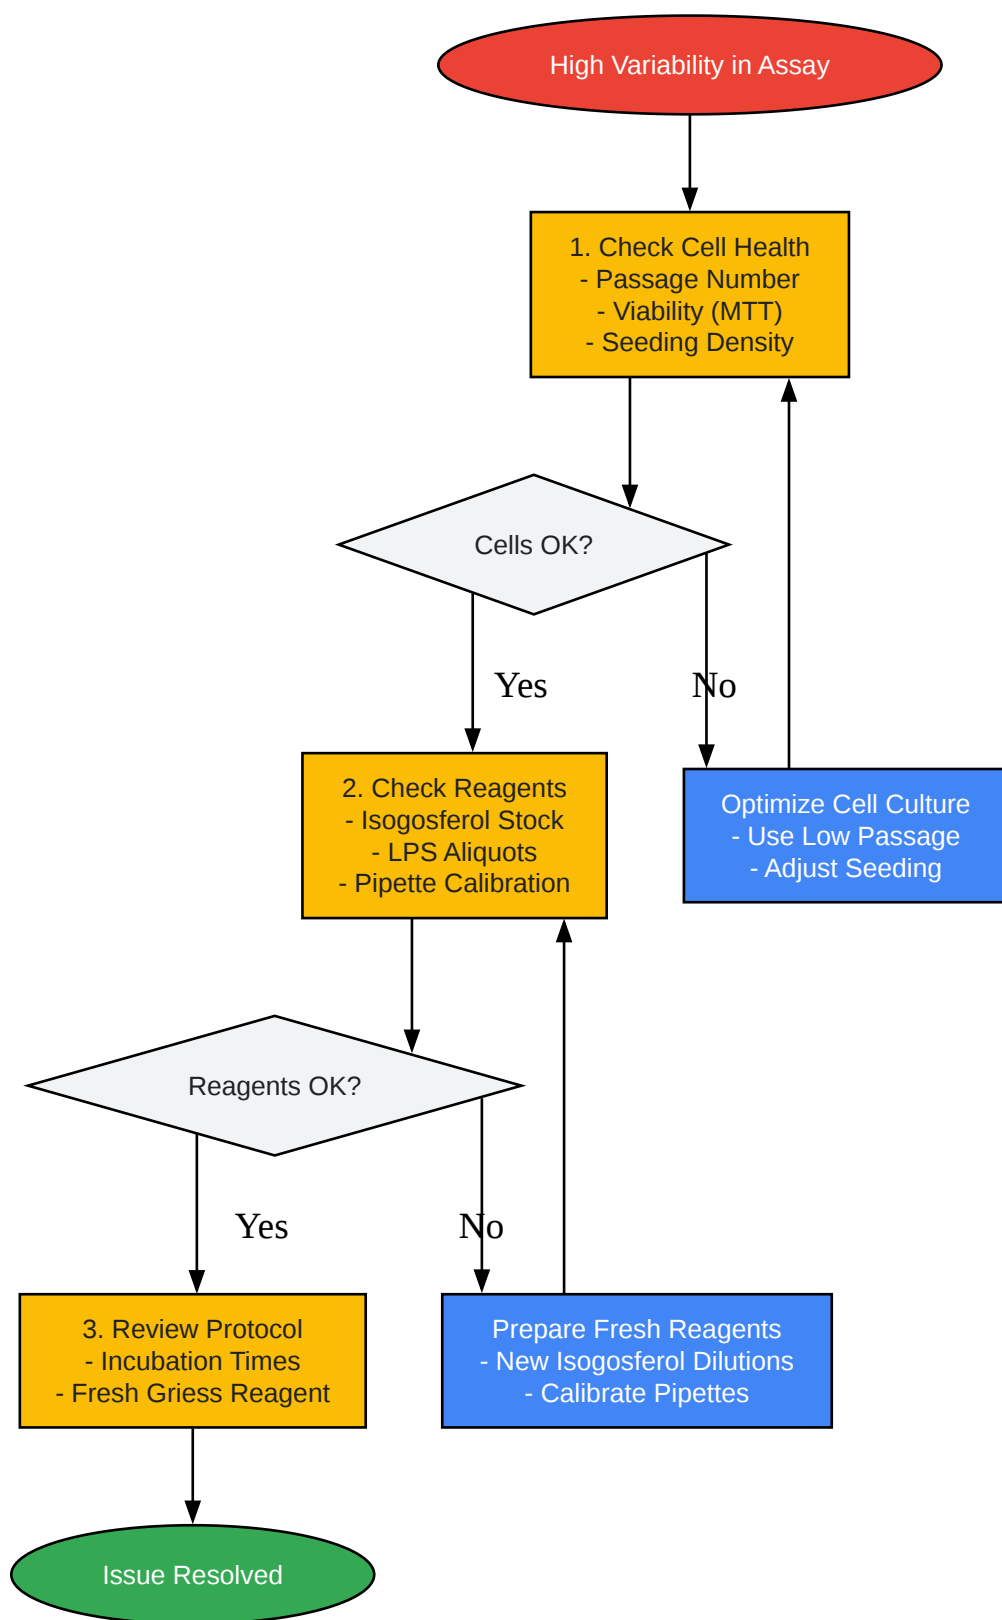 High Variability in Assay
1. Check Cell Health
- Passage Number
- Viability (MTT)
- Seeding Density
Cells OK?
Yes
No
2. Check Reagents
- Isogosferol Stock
- LPS Aliquots
- Pipette Calibration
Optimize Cell Culture
- Use Low Passage
- Adjust Seeding
Reagents OK?
Yes
No
3. Review Protocol
- Incubation Times
- Fresh Griess Reagent
Prepare Fresh Reagents
- New Isogosferol Dilutions
- Calibrate Pipettes
Issue Resolved